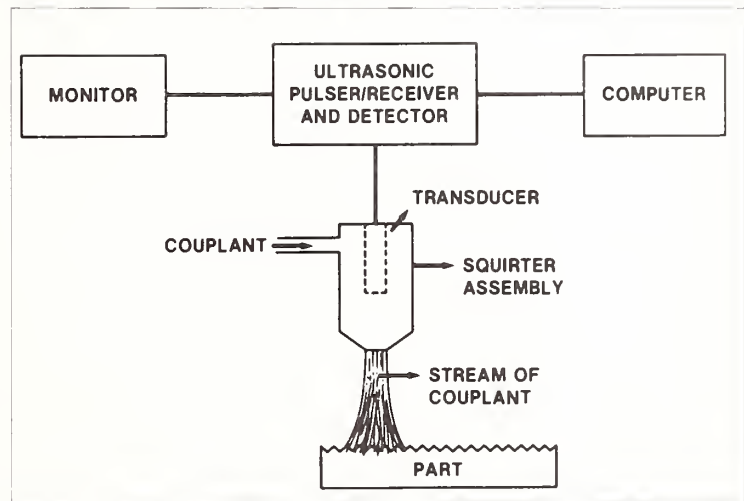 MONITOR
ULTRASONIC
PULSER/RECEIVER
AND DETECTOR
COMPUTER
TRANSDUCER
COUPLANT
SQUIRTER
ASSEMBLY
STREAM OF
COUPLANT
PART